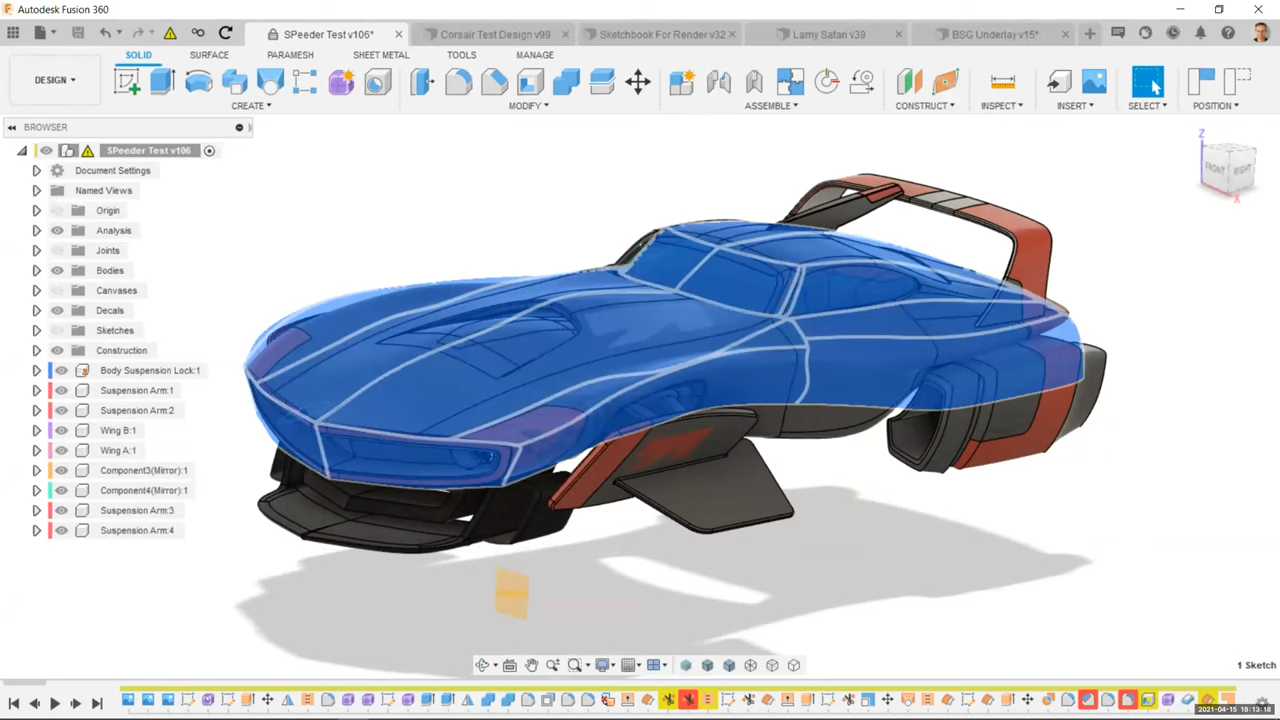 Autodesk Fusion 360
SPeeder Test v106*
Corsair Test Design v99
Sketchbook For Render v32
Lamy Safari v39
BSG Underlay v15*
DESIGN
SOLID
SURFACE
PARAMESH
SHEET METAL
TOOLS
MANAGE
CREATE
MODIFY
ASSEMBLE
CONSTRUCT
INSPECT
INSERT
SELECT
POSITION
BROWSER
SPeeder Test v106
Document Settings
Named Views
Origin
Analysis
Joints
Bodies
Canvases
Decals
Sketches
Construction
Body Suspension Lock:1
Suspension Arm:1
Suspension Arm:2
Wing B:1
Wing A:1
Component3(Mirror):1
Component4(Mirror):1
Suspension Arm:3
Suspension Arm:4
Z
FRONT
RIGHT
X
1 Sketch
2021-04-15 18:13:18